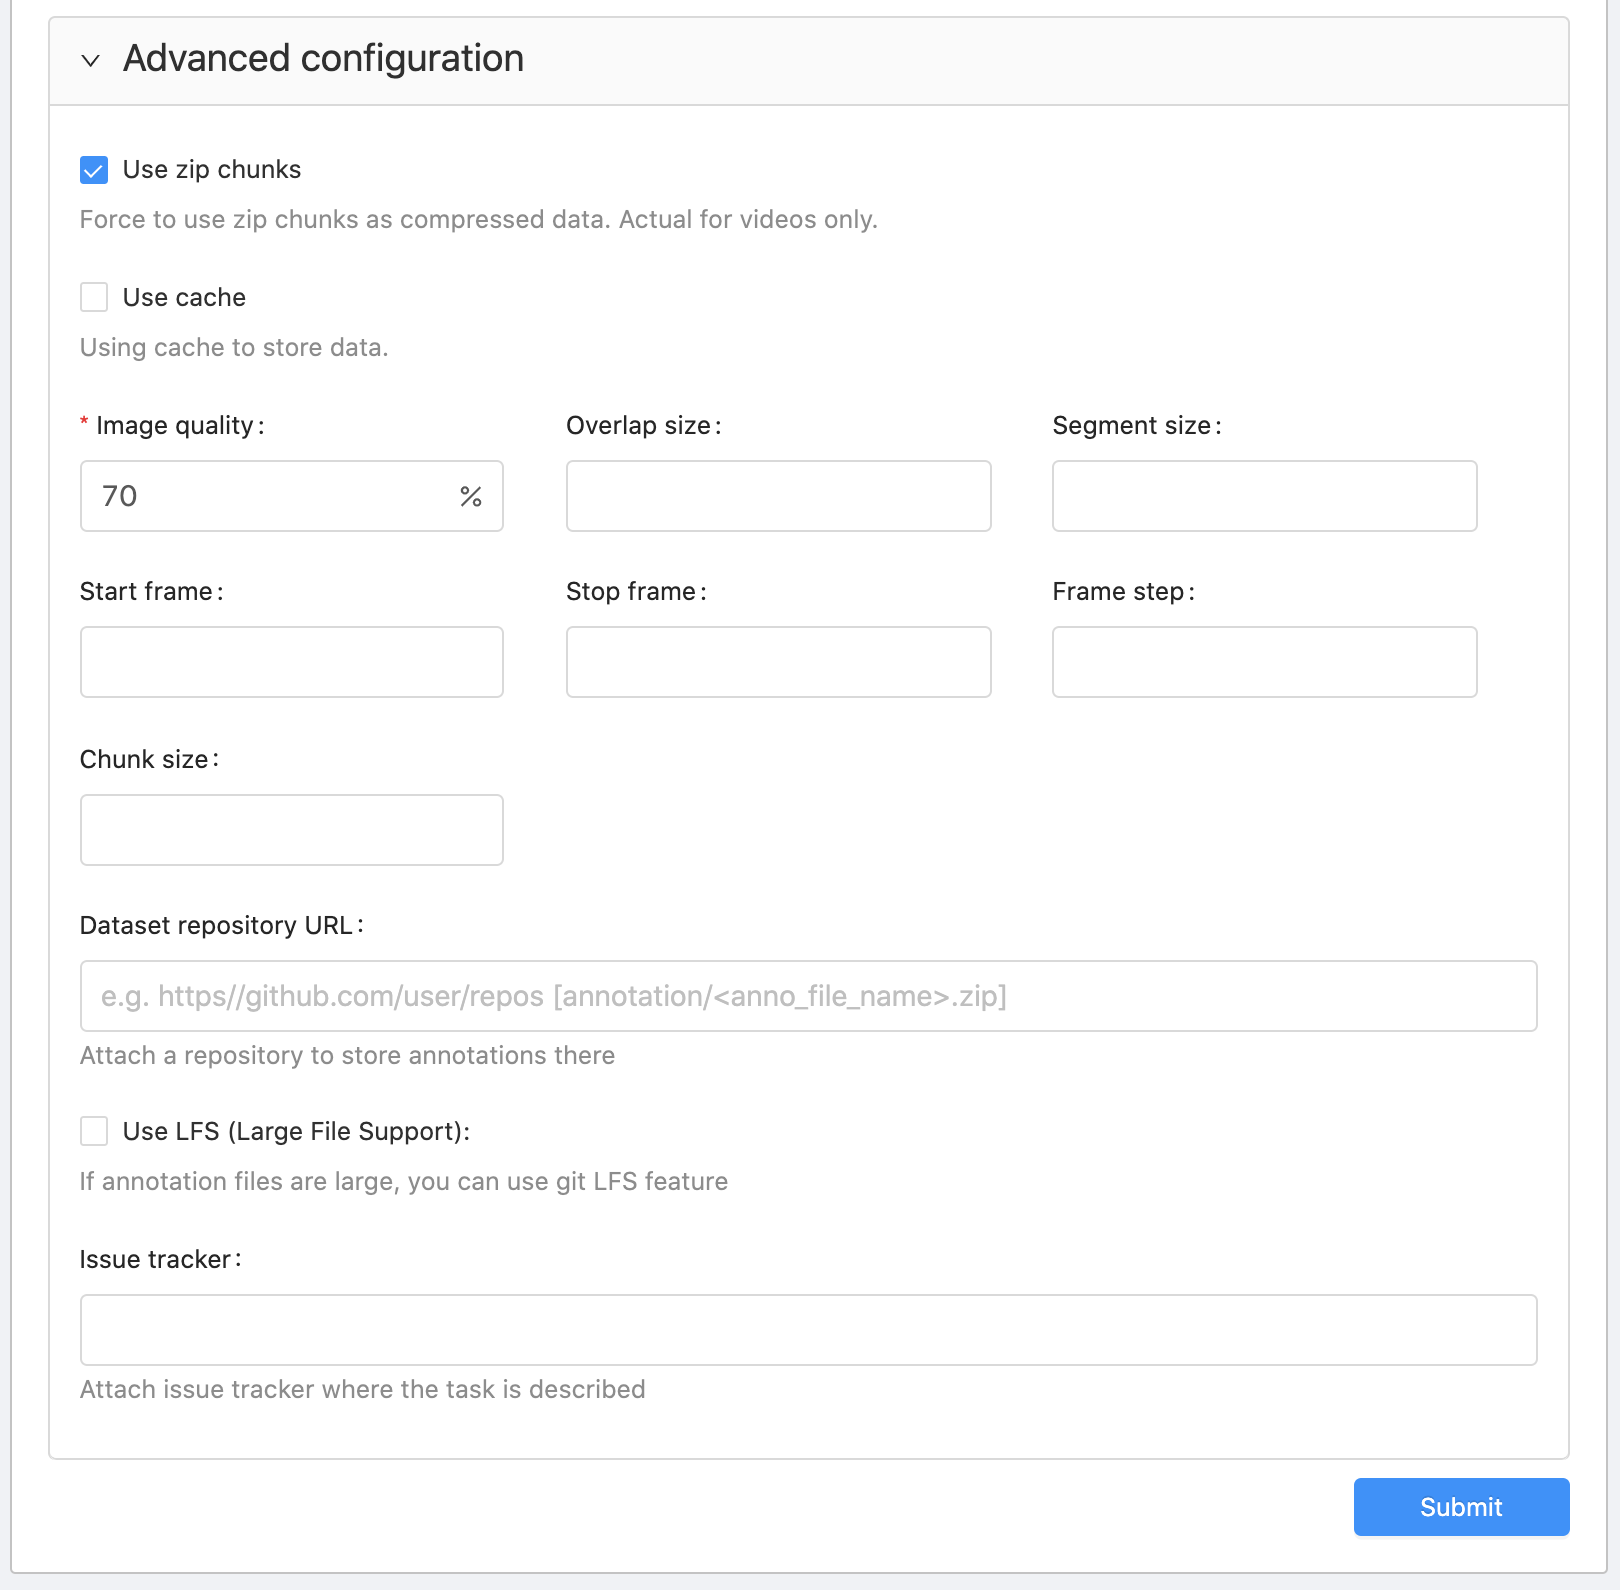 Advanced configuration
Use zip chunks
Force to use zip chunks as compressed data. Actual for videos only.
Use cache
Using cache to store data.
* Image quality: Overlap size: Segment size:
70 %
Start frame: Stop frame: Frame step:
Chunk size:
Dataset repository URL:
e.g. https//github.com/user/repos [annotation/<anno_file_name>.zip]
Attach a repository to store annotations there
Use LFS (Large File Support):
If annotation files are large, you can use git LFS feature
Issue tracker:
Attach issue tracker where the task is described
Submit